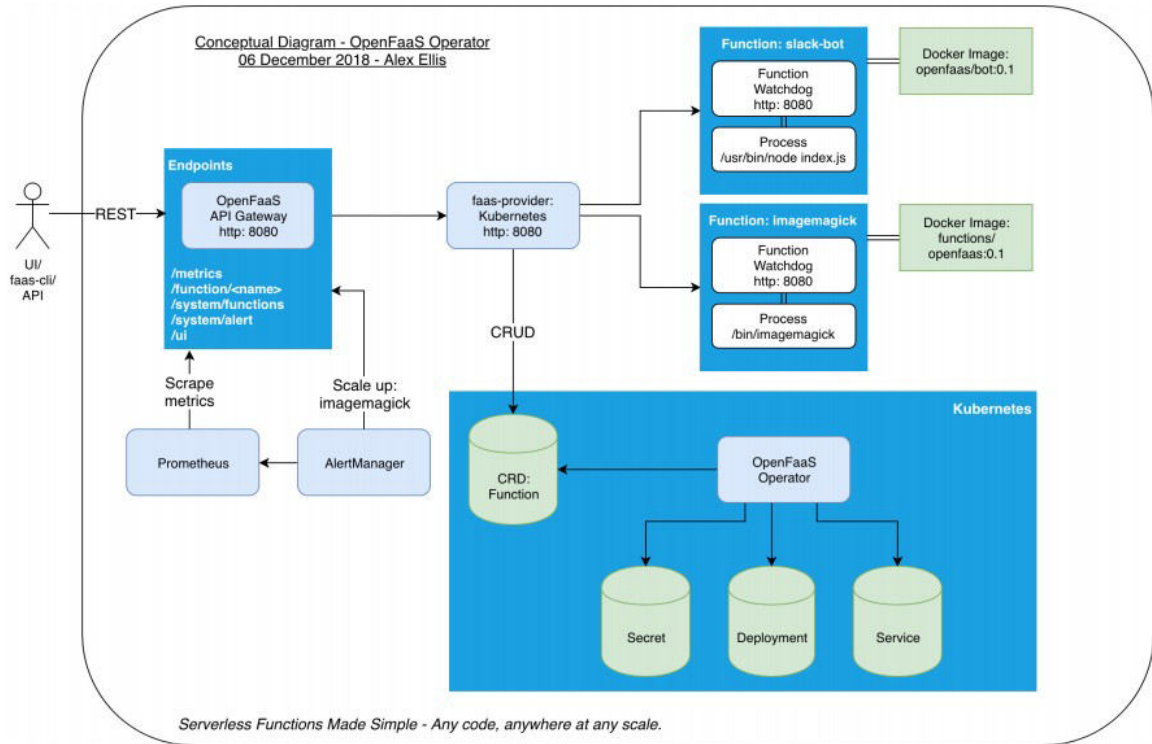 Conceptual Diagram - OpenFaaS Operator
06 December 2018 - Alex Ellis
UI/
faas-cli/
API
REST
Endpoints
OpenFaaS
API Gateway
http: 8080
/metrics
/function/<name>
/system/functions
/system/alert
/ui
Scrape
metrics
Scale up:
imagemagick
Prometheus
AlertManager
faas-provider:
Kubernetes
http: 8080
CRUD
Function: slack-bot
Function
Watchdog
http: 8080
Process
/usr/bin/node index.js
Docker Image:
openfaas/bot:0.1
Function: imagemagick
Function
Watchdog
http: 8080
Process
/bin/imagemagick
Docker Image:
functions/
openfaas:0.1
Kubernetes
CRD:
Function
OpenFaaS
Operator
Secret
Deployment
Service
Serverless Functions Made Simple - Any code, anywhere at any scale.